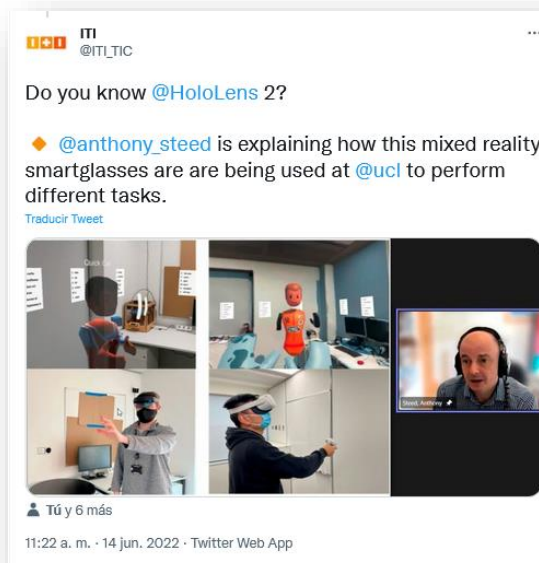 ITI
@ITI_TIC
Do you know @HoloLens 2?
🔸 @anthony_steed is explaining how this mixed reality
smartglasses are are being used at @ucl to perform
different tasks.
Traducir Tweet
Steed, Anthony
Tú y 6 más
11:22 a. m. · 14 jun. 2022 · Twitter Web App